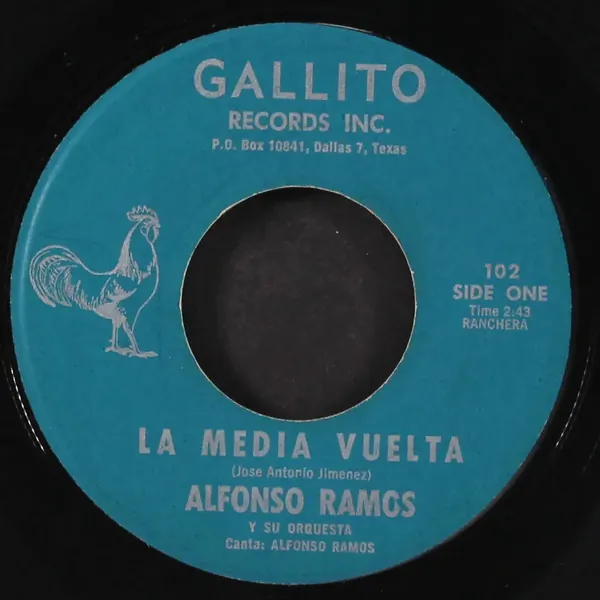 GALLITO
RECORDS INC.
P.O. Box 10841, Dallas 7, Texas
102
SIDE ONE
Time 2:43
RANCHERA
LA MEDIA VUELTA
(Jose Antonio Jimenez)
ALFONSO RAMOS
Y SU ORQUESTA
Canta: ALFONSO RAMOS